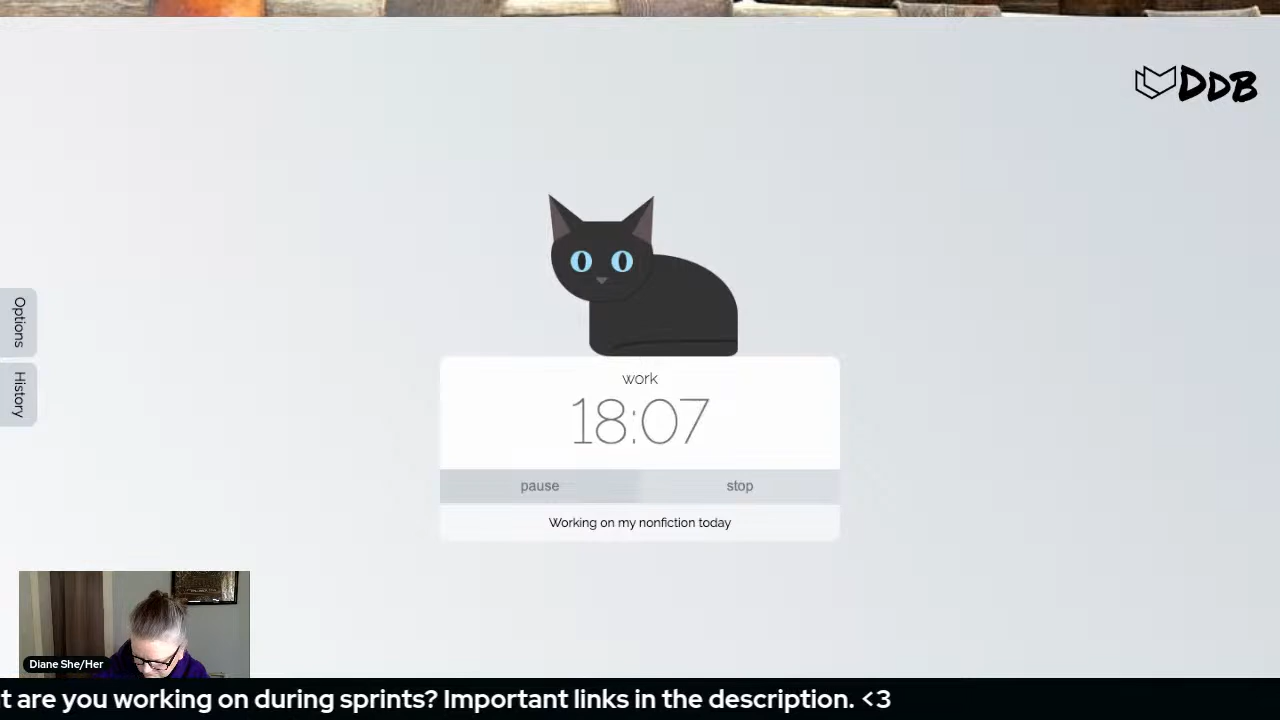 DDB
Options
History
work
18:07
pause stop
Working on my nonfiction today
Diane She/Her
t are you working on during sprints? Important links in the description. <3